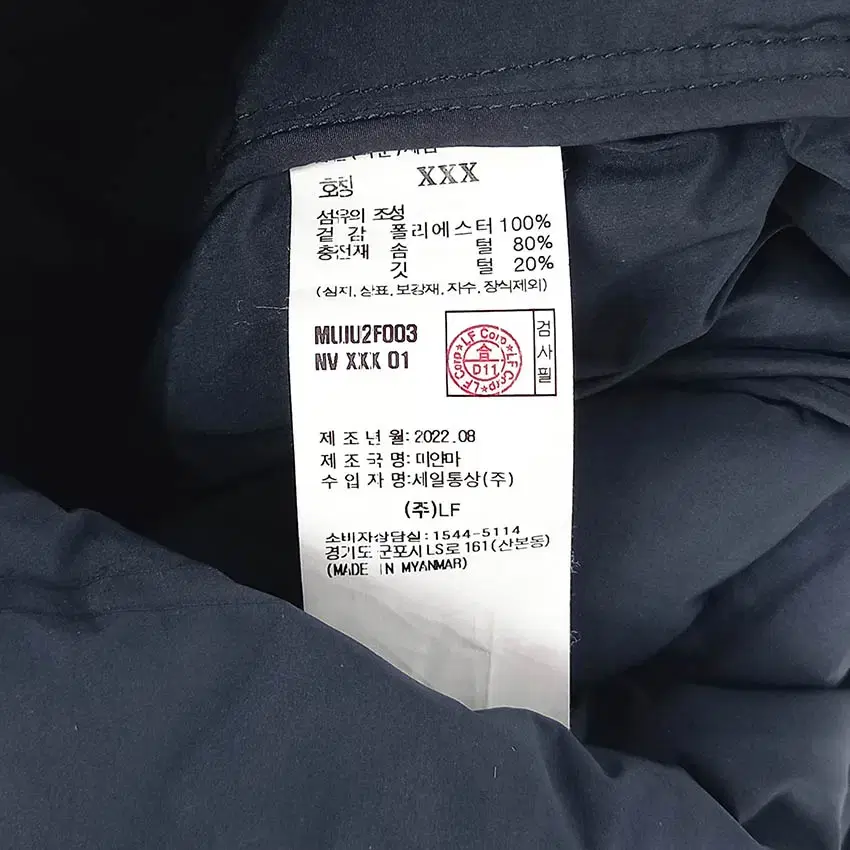 호칭 XXX
섬유의 조성
겉 감 폴리에스터 100%
충전재 솜 털 80%
깃 털 20%
(심지, 상표, 보강재, 자수, 장식제외)
MUJU2F003
NV XXX 01
LF Corp★LF Corp★LF Corp★
合
D11
검사필
제 조 년 월: 2022.08
제 조 국 명: 미얀마
수 입 자 명:세일통상(주)
(주)LF
소비자상담실:1544-5114
경기도 군포시 LS로 161(산본동)
(MADE IN MYANMAR)